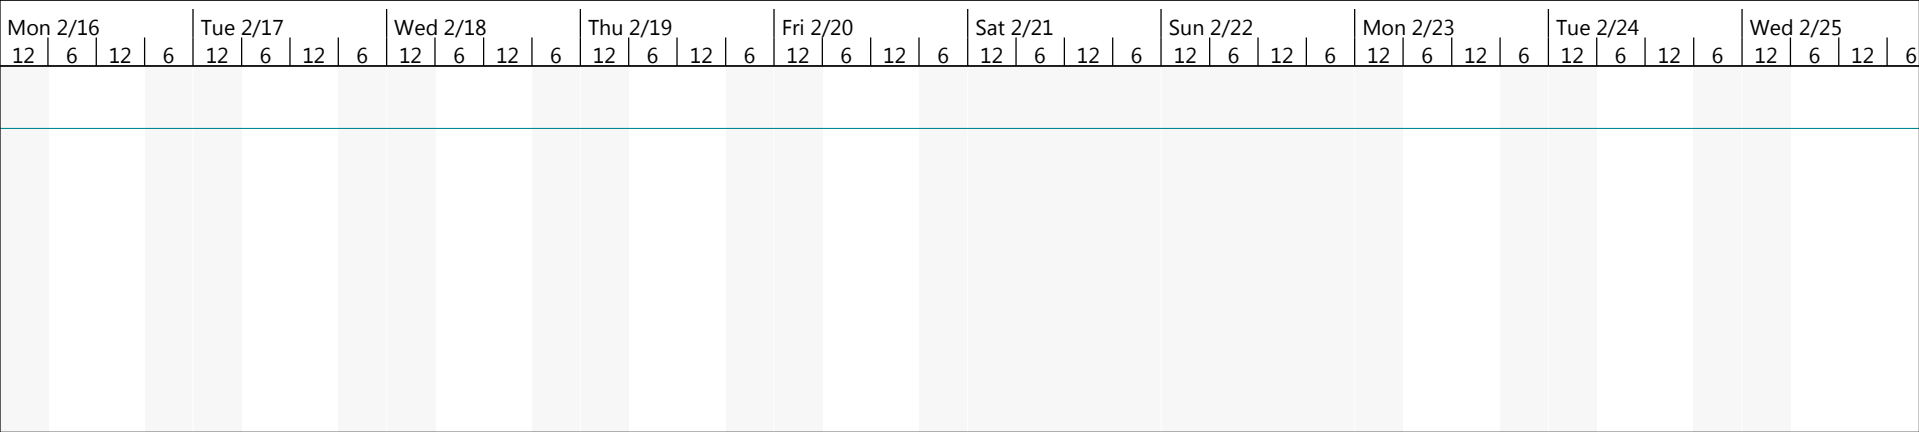 Mon 2/16 Tue 2/17 Wed 2/18 Thu 2/19 Fri 2/20 Sat 2/21 Sun 2/22 Mon 2/23 Tue 2/24 Wed 2/25
12 6 12 6 12 6 12 6 12 6 12 6 12 6 12 6 12 6 12 6 12 6 12 6 12 6 12 6 12 6 12 6 12 6 12 6 12 6 12 6